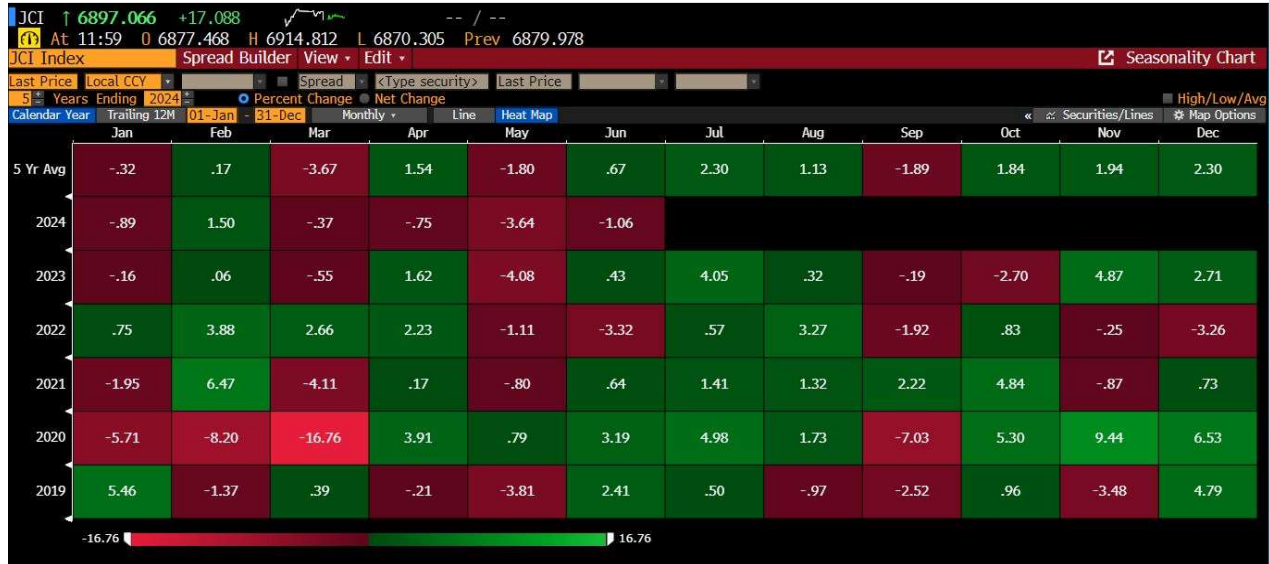 JCI ↑ 6897.066 +17.088 -- / --
At 11:59 O 6877.468 H 6914.812 L 6870.305 Prev 6879.978
JCI Index Spread Builder View Edit Seasonality Chart
Last Price Local CCY Spread <Type security> Last Price
5 Years Ending 2024 Percent Change Net Change High/Low/Avg
Calendar Year Trailing 12M 01-Jan - 31-Dec Monthly Line Heat Map « Securities/Lines Map Options
Jan Feb Mar Apr May Jun Jul Aug Sep Oct Nov Dec
5 Yr Avg -.32 .17 -3.67 1.54 -1.80 .67 2.30 1.13 -1.89 1.84 1.94 2.30
2024 -.89 1.50 -.37 -.75 -3.64 -1.06
2023 -.16 .06 -.55 1.62 -4.08 .43 4.05 .32 -.19 -2.70 4.87 2.71
2022 .75 3.88 2.66 2.23 -1.11 -3.32 .57 3.27 -1.92 .83 -.25 -3.26
2021 -1.95 6.47 -4.11 .17 -.80 .64 1.41 1.32 2.22 4.84 -.87 .73
2020 -5.71 -8.20 -16.76 3.91 .79 3.19 4.98 1.73 -7.03 5.30 9.44 6.53
2019 5.46 -1.37 .39 -.21 -3.81 2.41 .50 -.97 -2.52 .96 -3.48 4.79
-16.76 16.76